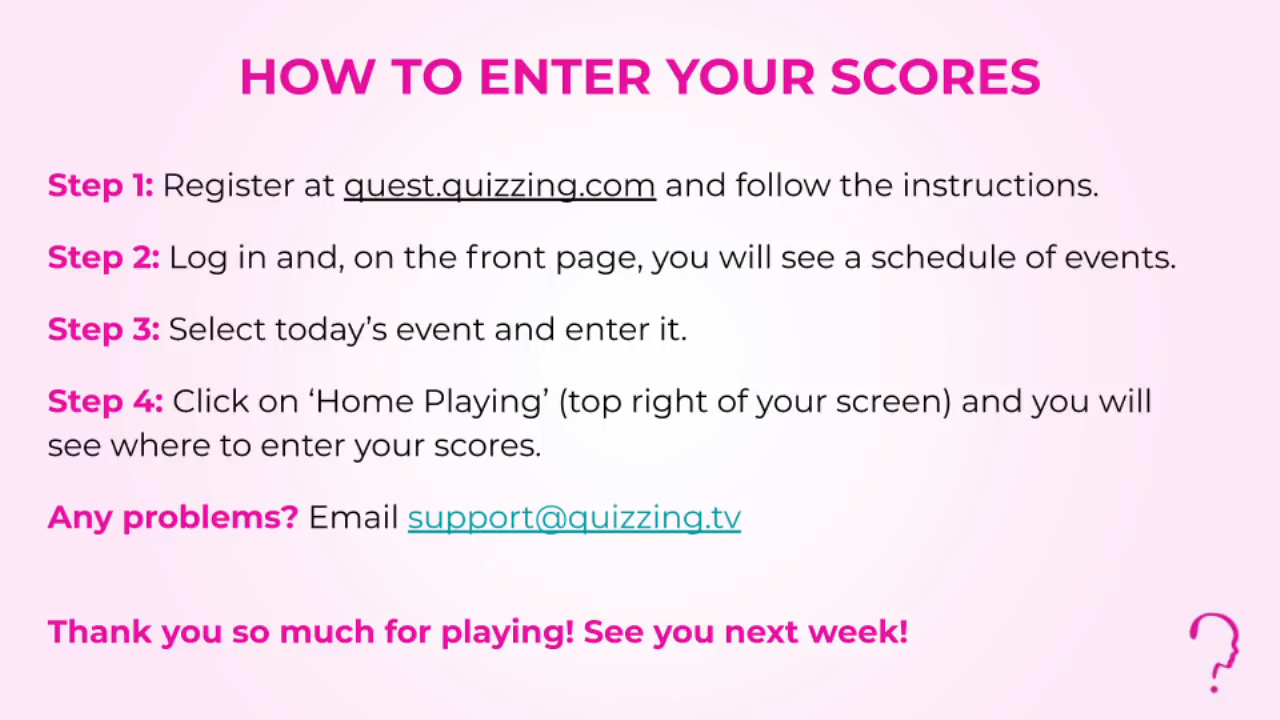 HOW TO ENTER YOUR SCORES
Step 1: Register at quest.quizzing.com and follow the instructions.
Step 2: Log in and, on the front page, you will see a schedule of events.
Step 3: Select today’s event and enter it.
Step 4: Click on ‘Home Playing’ (top right of your screen) and you will
see where to enter your scores.
Any problems? Email support@quizzing.tv
Thank you so much for playing! See you next week!